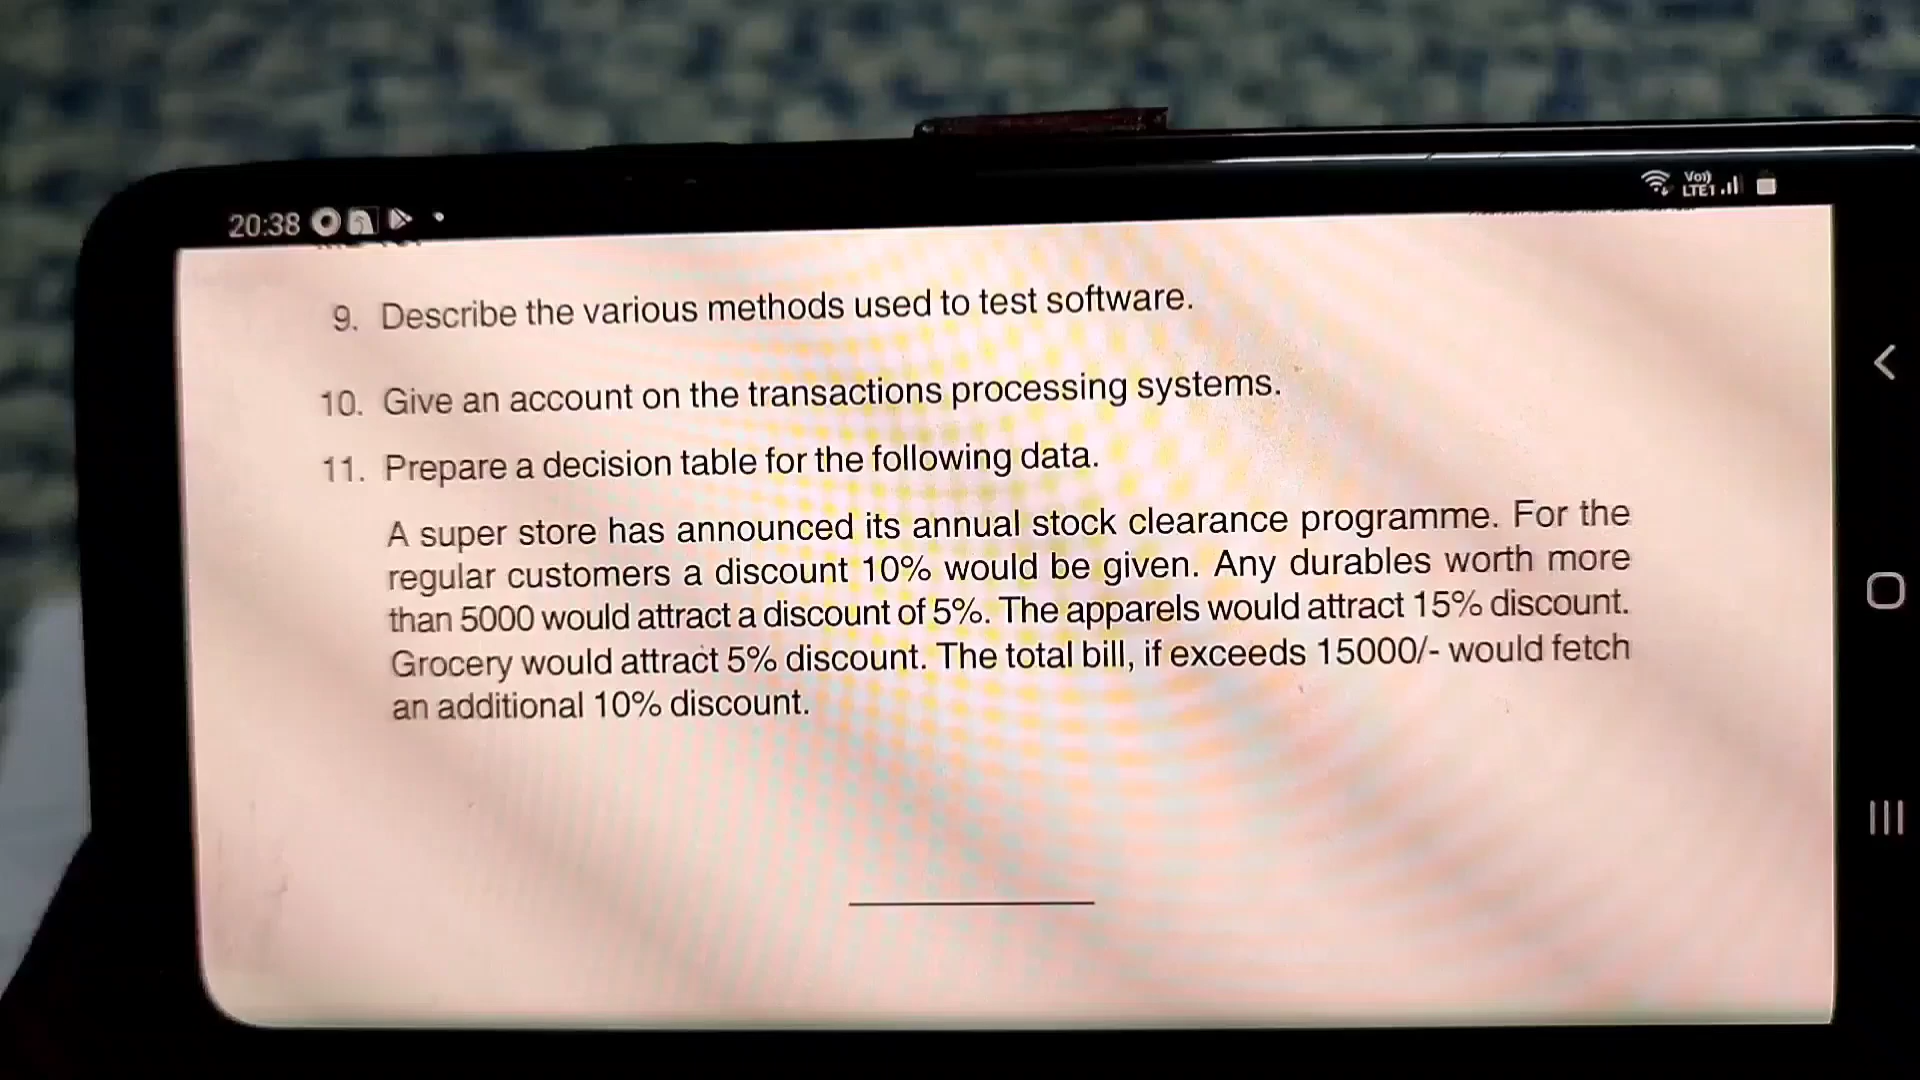 20:38
Vo))
LTE1
9. Describe the various methods used to test software.
10. Give an account on the transactions processing systems.
11. Prepare a decision table for the following data.
A super store has announced its annual stock clearance programme. For the
regular customers a discount 10% would be given. Any durables worth more
than 5000 would attract a discount of 5%. The apparels would attract 15% discount.
Grocery would attract 5% discount. The total bill, if exceeds 15000/- would fetch
an additional 10% discount.